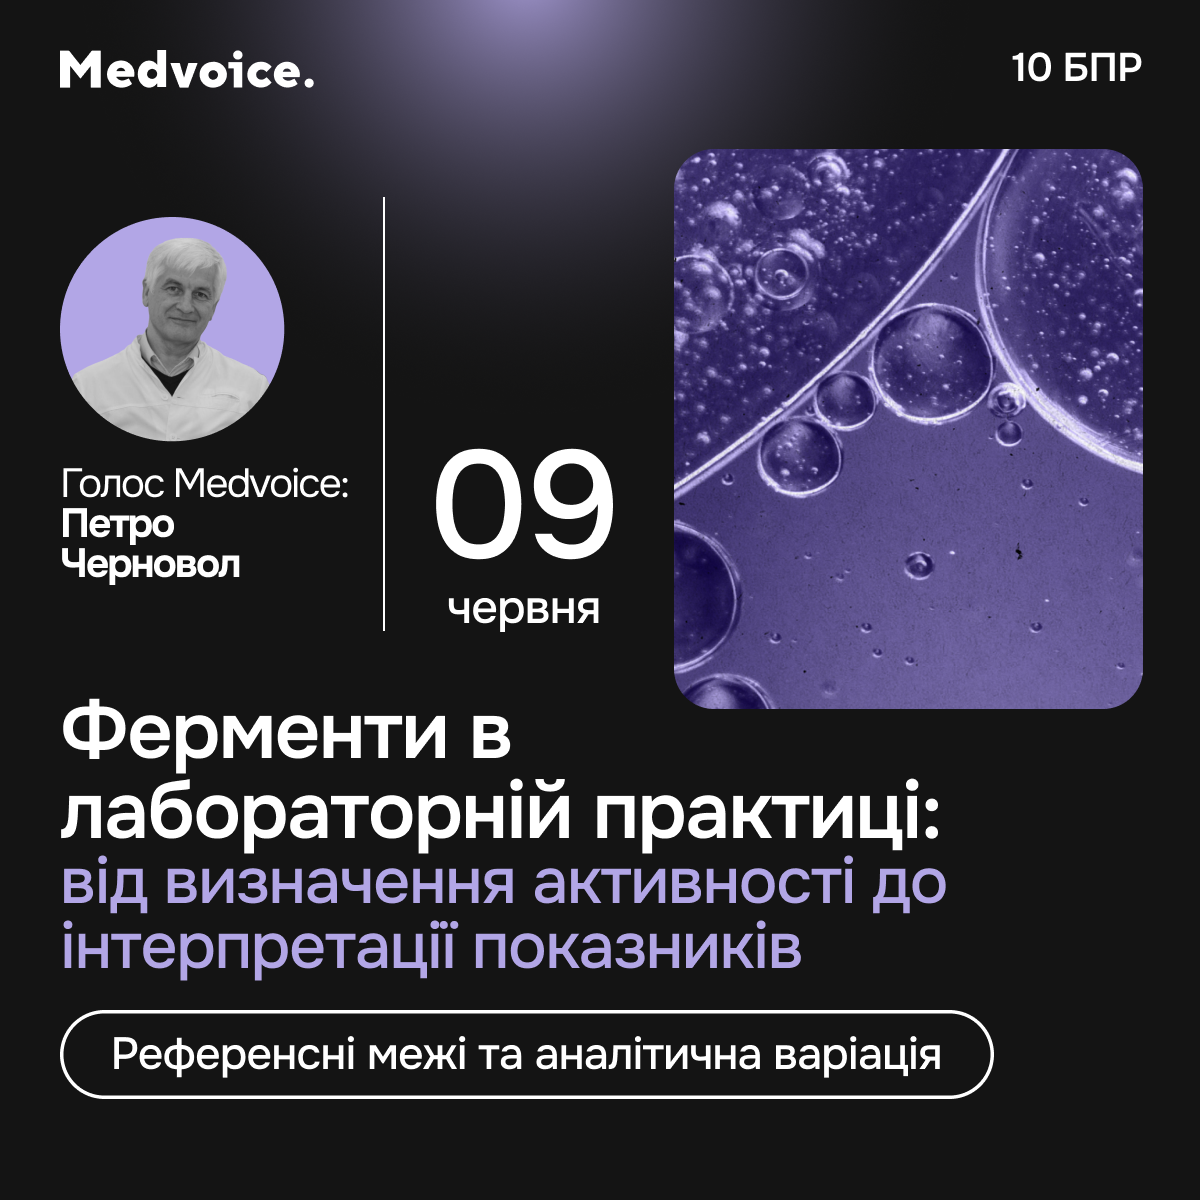 Medvoice.
10 БПР
Голос Medvoice:
Петро
Черновол
09
червня
Ферменти в
лабораторній практиці:
від визначення активності до
інтерпретації показників
Референсні межі та аналітична варіація